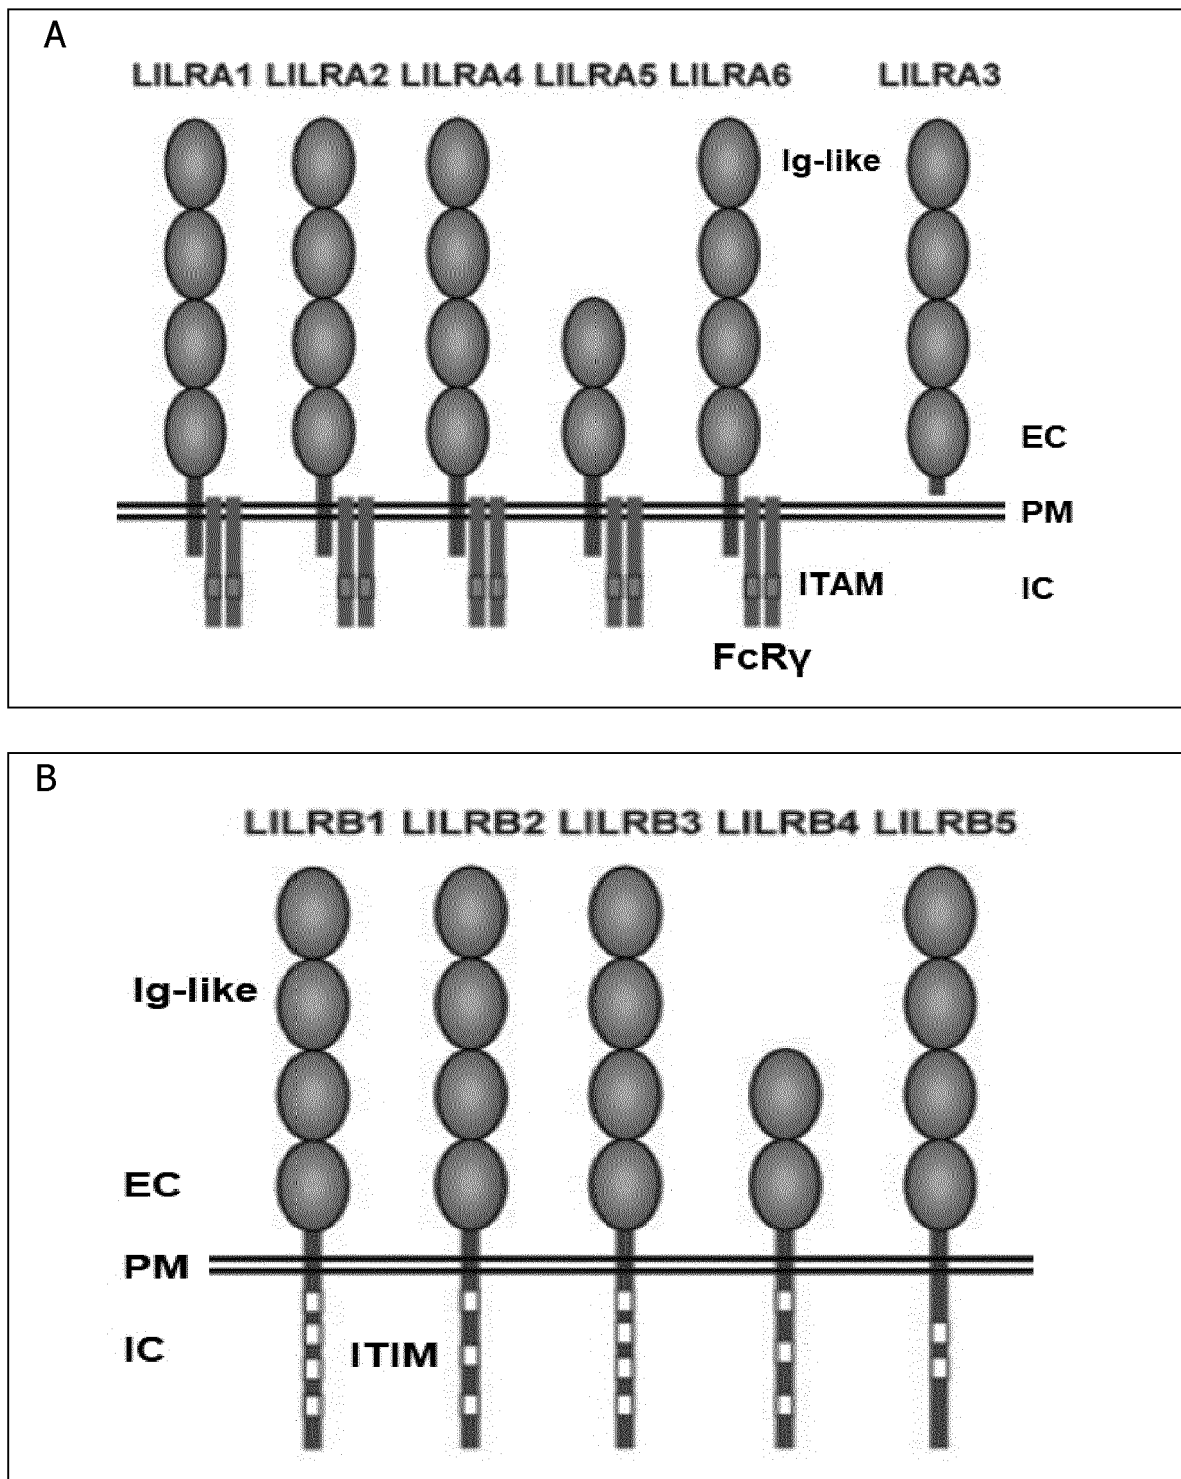 A
LILRA1 LILRA2 LILRA4 LILRA5 LILRA6 LILRA3
Ig-like
EC
PM
ITAM IC
FcRγ
B
LILRB1 LILRB2 LILRB3 LILRB4 LILRB5
Ig-like
EC
PM
IC ITIM